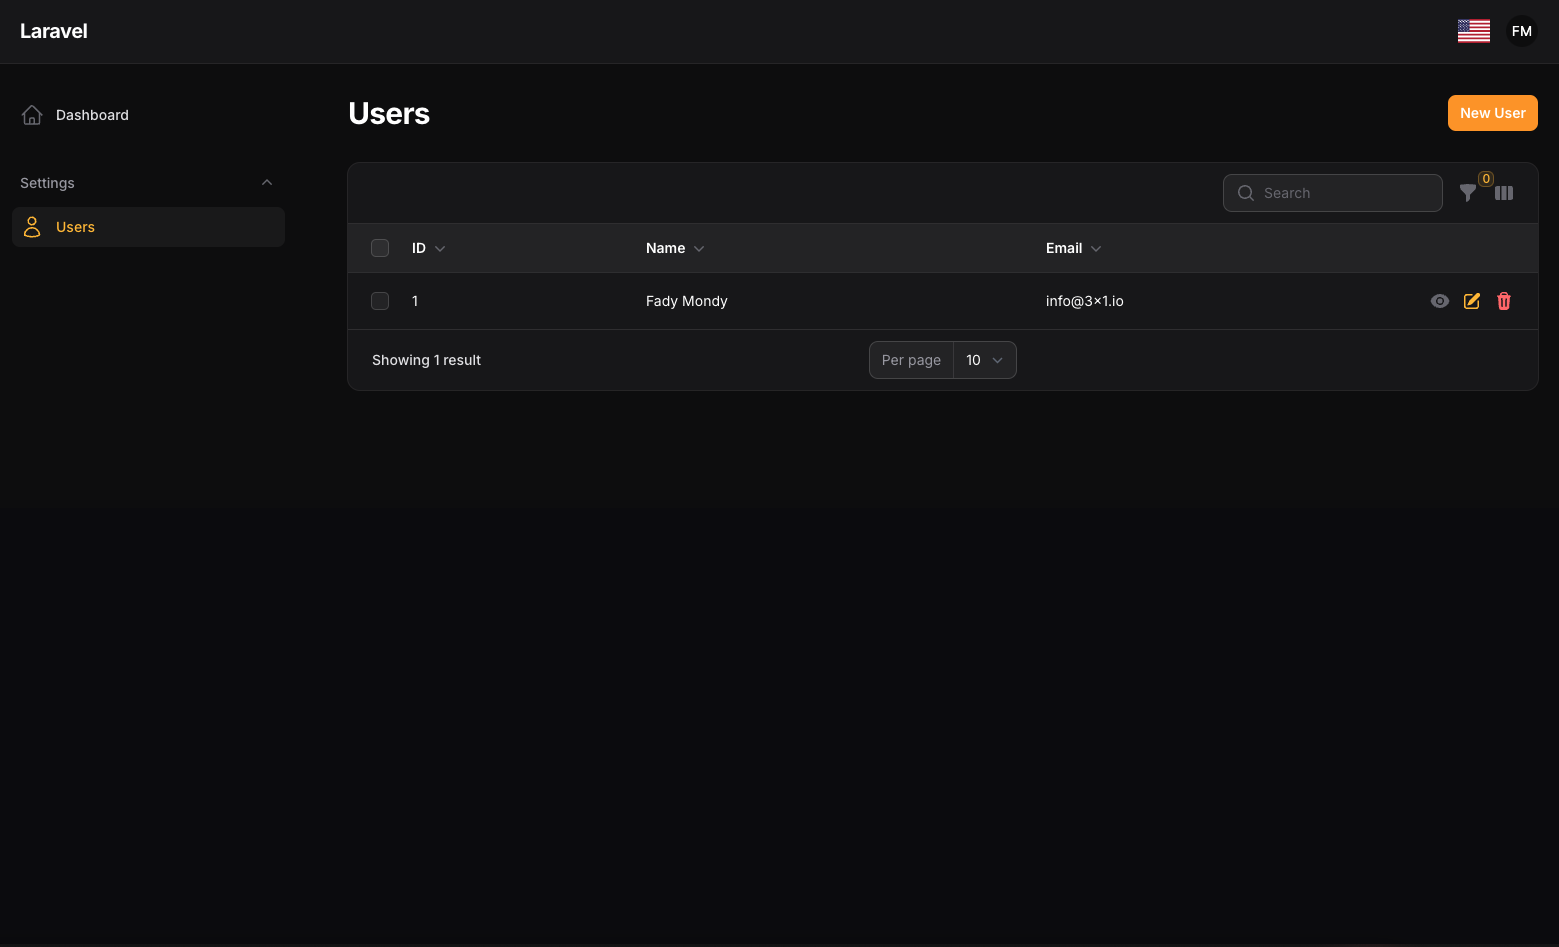 Laravel
FM
Dashboard
Settings
Users
Users
New User
Search
0
ID Name Email
1 Fady Mondy info@3x1.io
Showing 1 result
Per page 10